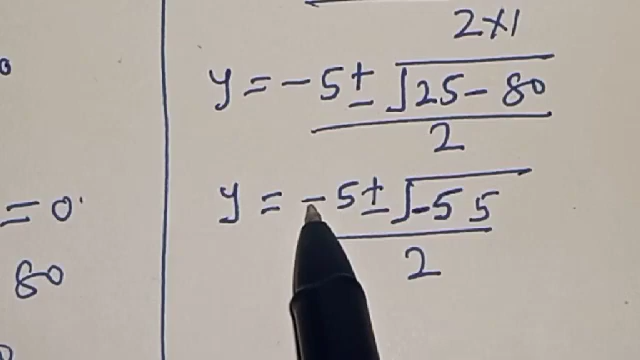 2×1
y = -5 ± √25 - 80
2
y = -5 ± √-55
2
= 0
80